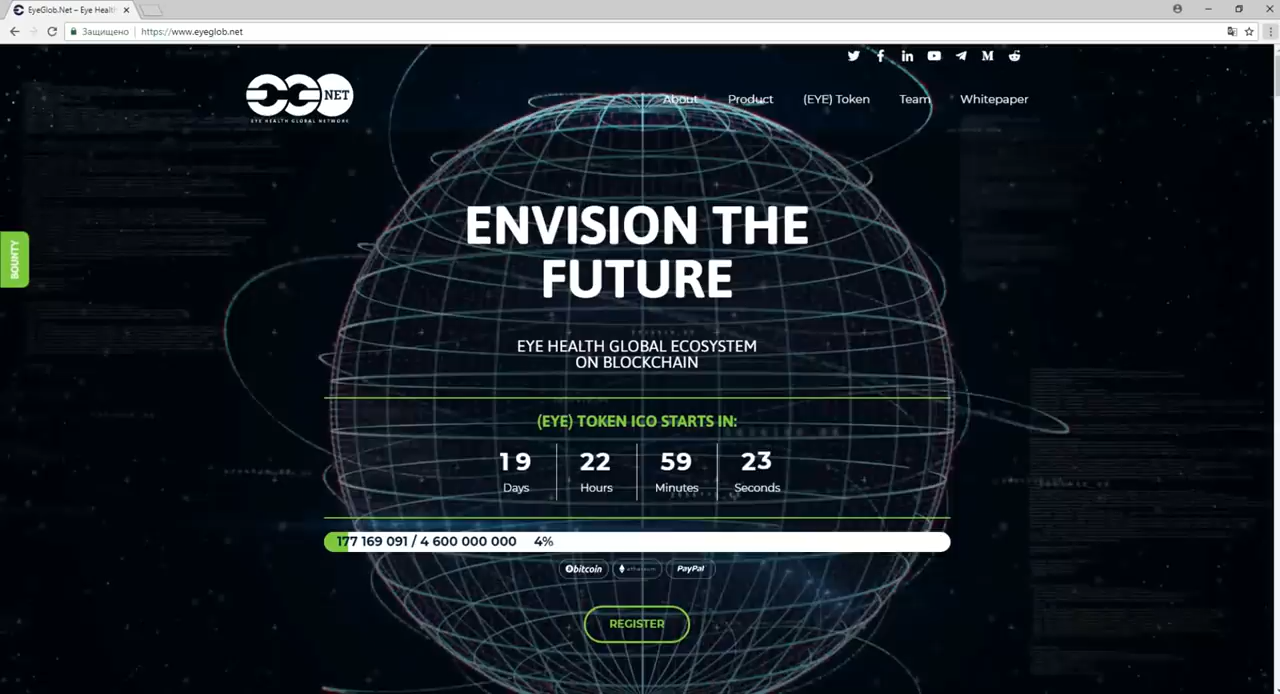 EyeGlob.Net – Eye Healt
Защищено
https://www.eyeglob.net
NET
EYE HEALTH GLOBAL NETWORK
About
Product
(EYE) Token
Team
Whitepaper
BOUNTY
ENVISION THE
FUTURE
EYE HEALTH GLOBAL ECOSYSTEM
ON BLOCKCHAIN
(EYE) TOKEN ICO STARTS IN:
19 22 59 23
Days Hours Minutes Seconds
177 169 091 / 4 600 000 000 4%
bitcoin ethereum PayPal
REGISTER